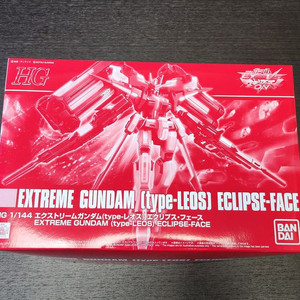 HG
EXTREME GUNDAM (type-LEOS) ECLIPSE-FACE
HG 1/144 エクストリームガンダム(type-レオス)エクリプス・フェース
EXTREME GUNDAM (type-LEOS) ECLIPSE-FACE
BAN
DAI